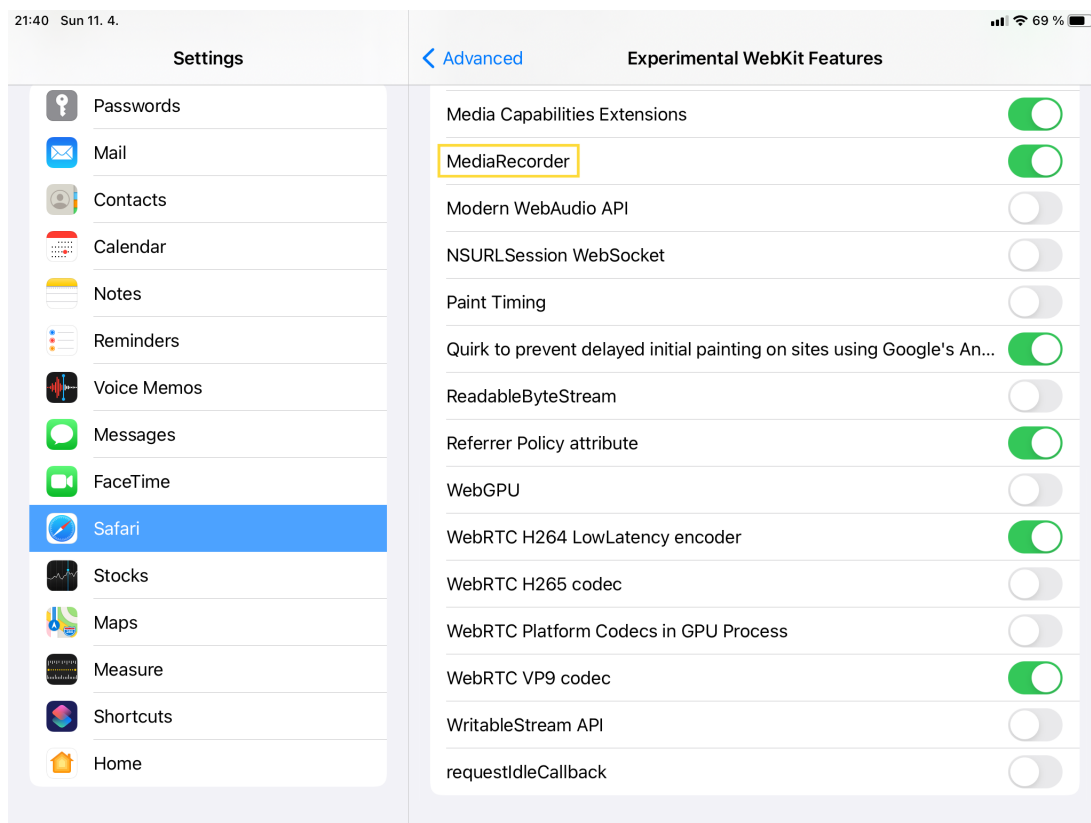 21:40 Sun 11. 4.
69 %
Settings
Passwords
Mail
Contacts
Calendar
Notes
Reminders
Voice Memos
Messages
FaceTime
Safari
Stocks
Maps
Measure
Shortcuts
Home
Advanced
Experimental WebKit Features
Media Capabilities Extensions
MediaRecorder
Modern WebAudio API
NSURLSession WebSocket
Paint Timing
Quirk to prevent delayed initial painting on sites using Google's An...
ReadableByteStream
Referrer Policy attribute
WebGPU
WebRTC H264 LowLatency encoder
WebRTC H265 codec
WebRTC Platform Codecs in GPU Process
WebRTC VP9 codec
WritableStream API
requestIdleCallback